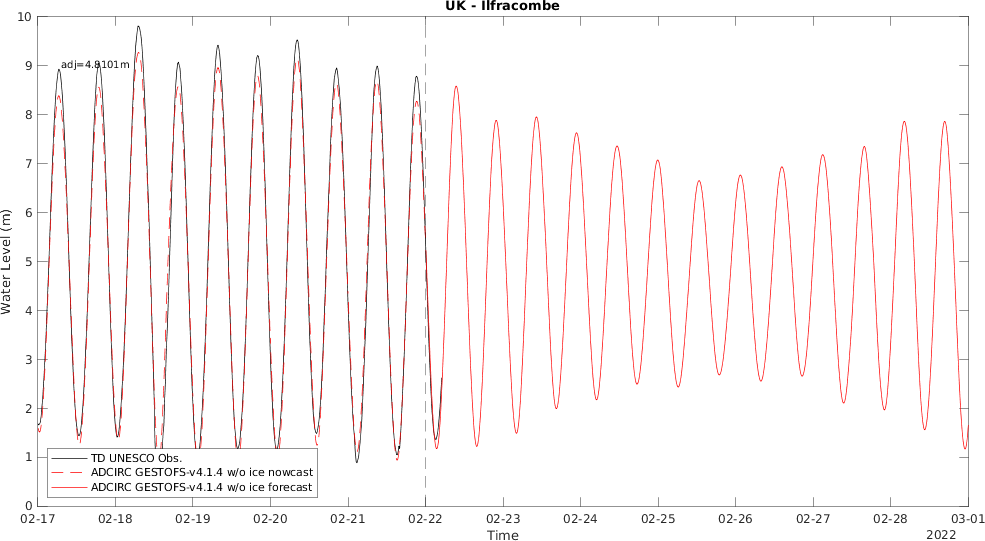 UK - Ilfracombe
10
9
8
7
6
5
4
3
2
1
0
Water Level (m)
adj=4.8101m
TD UNESCO Obs.
ADCIRC GESTOFS-v4.1.4 w/o ice nowcast
ADCIRC GESTOFS-v4.1.4 w/o ice forecast
02-17 02-18 02-19 02-20 02-21 02-22 02-23 02-24 02-25 02-26 02-27 02-28 03-01
Time
2022